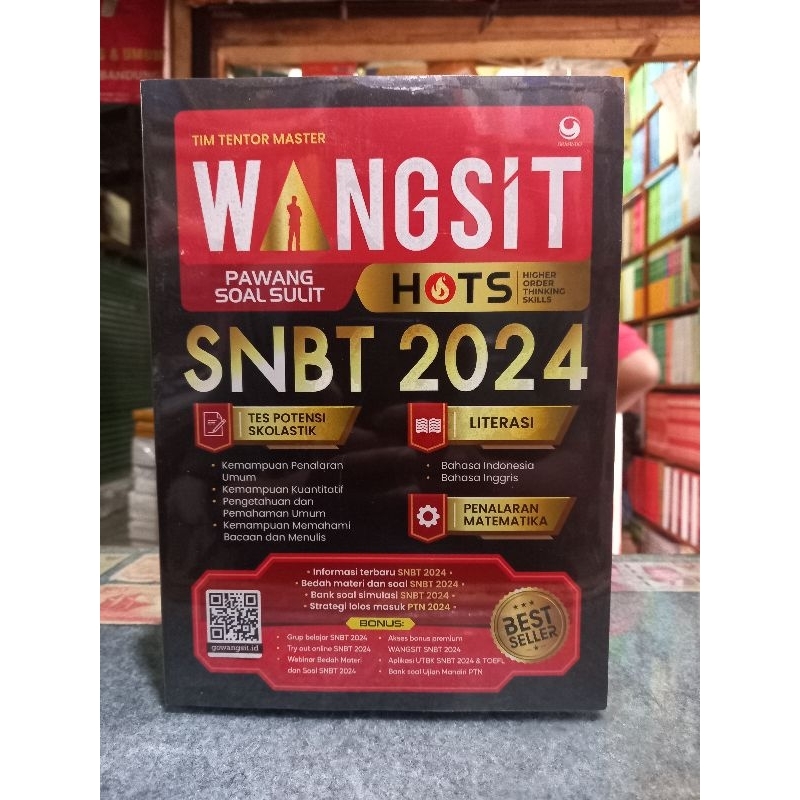 TIM TENTOR MASTER
WANGSIT
PAWANG
SOAL SULIT
HOTS
HIGHER
ORDER
THINKING
SKILLS
SNBT 2024
TES POTENSI
SKOLASTIK
• Kemampuan Penalaran
Umum
• Kemampuan Kuantitatif
• Pengetahuan dan
Pemahaman Umum
• Kemampuan Memahami
Bacaan dan Menulis
LITERASI
• Bahasa Indonesia
• Bahasa Inggris
PENALARAN
MATEMATIKA
• Informasi terbaru SNBT 2024 •
• Bedah materi dan soal SNBT 2024 •
• Bank soal simulasi SNBT 2024 •
• Strategi lolos masuk PTN 2024 •
BONUS:
• Grup belajar SNBT 2024
• Try out online SNBT 2024
• Webinar Bedah Materi
dan Soal SNBT 2024
• Akses bonus premium
WANGSIT SNBT 2024
• Aplikasi UTBK SNBT 2024 & TOEFL
• Bank soal Ujian Mandiri PTN
gowangsit.id
BEST
SELLER